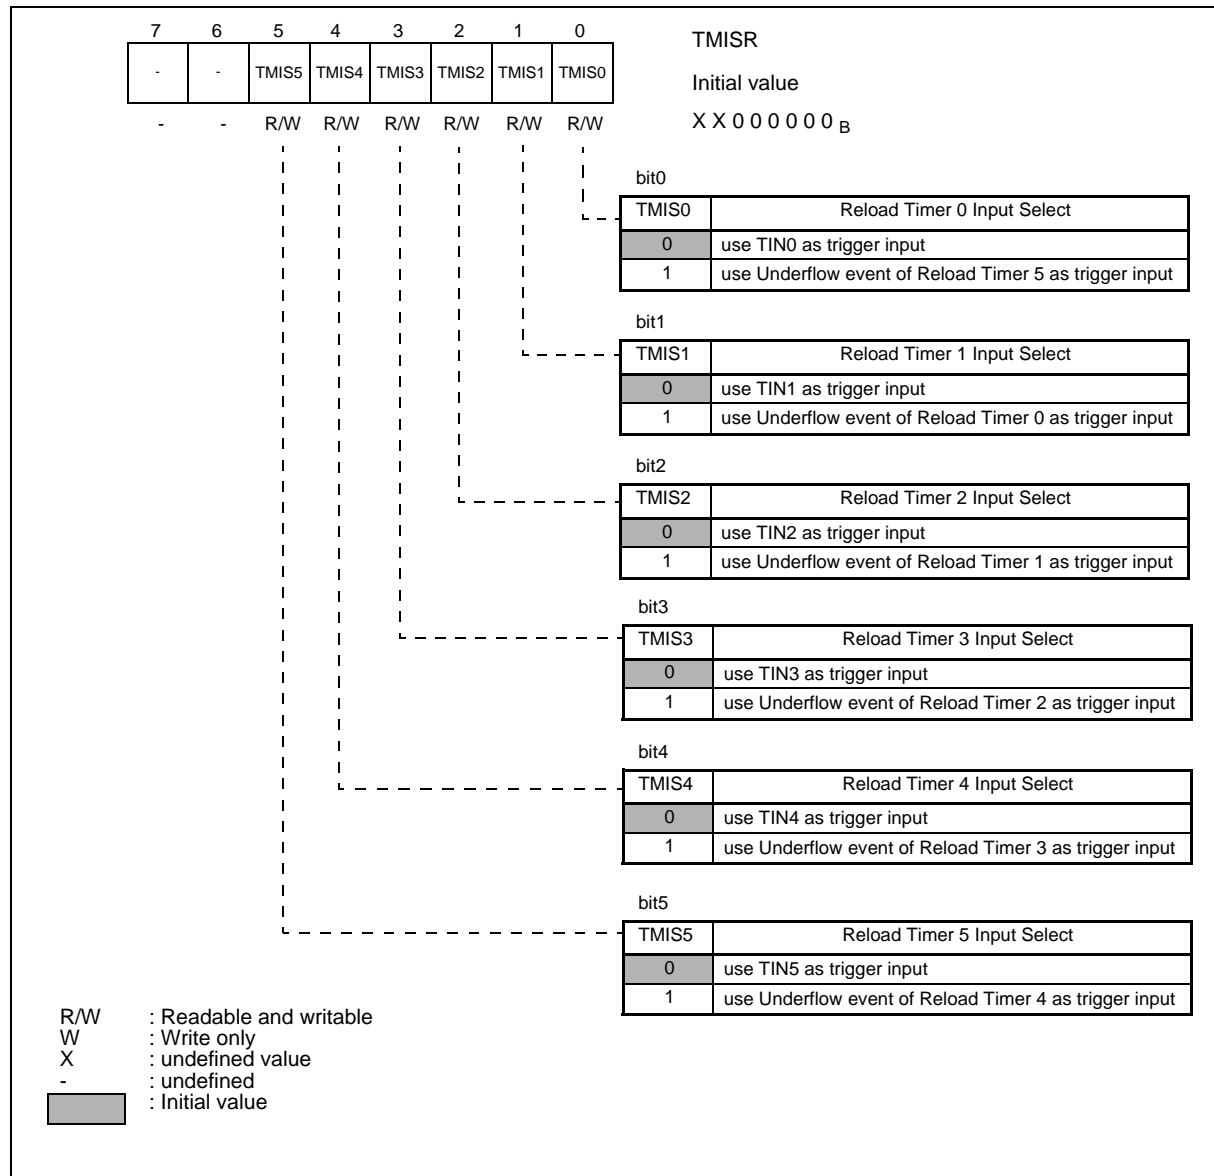 7 6 5 4 3 2 1 0
- - TMIS5 TMIS4 TMIS3 TMIS2 TMIS1 TMIS0
- - R/W R/W R/W R/W R/W R/W
TMISR
Initial value
X X 0 0 0 0 0 0 B
bit0
TMIS0 Reload Timer 0 Input Select
0 use TIN0 as trigger input
1 use Underflow event of Reload Timer 5 as trigger input
bit1
TMIS1 Reload Timer 1 Input Select
0 use TIN1 as trigger input
1 use Underflow event of Reload Timer 0 as trigger input
bit2
TMIS2 Reload Timer 2 Input Select
0 use TIN2 as trigger input
1 use Underflow event of Reload Timer 1 as trigger input
bit3
TMIS3 Reload Timer 3 Input Select
0 use TIN3 as trigger input
1 use Underflow event of Reload Timer 2 as trigger input
bit4
TMIS4 Reload Timer 4 Input Select
0 use TIN4 as trigger input
1 use Underflow event of Reload Timer 3 as trigger input
bit5
TMIS5 Reload Timer 5 Input Select
0 use TIN5 as trigger input
1 use Underflow event of Reload Timer 4 as trigger input
R/W : Readable and writable
W : Write only
X : undefined value
- : undefined
: Initial value